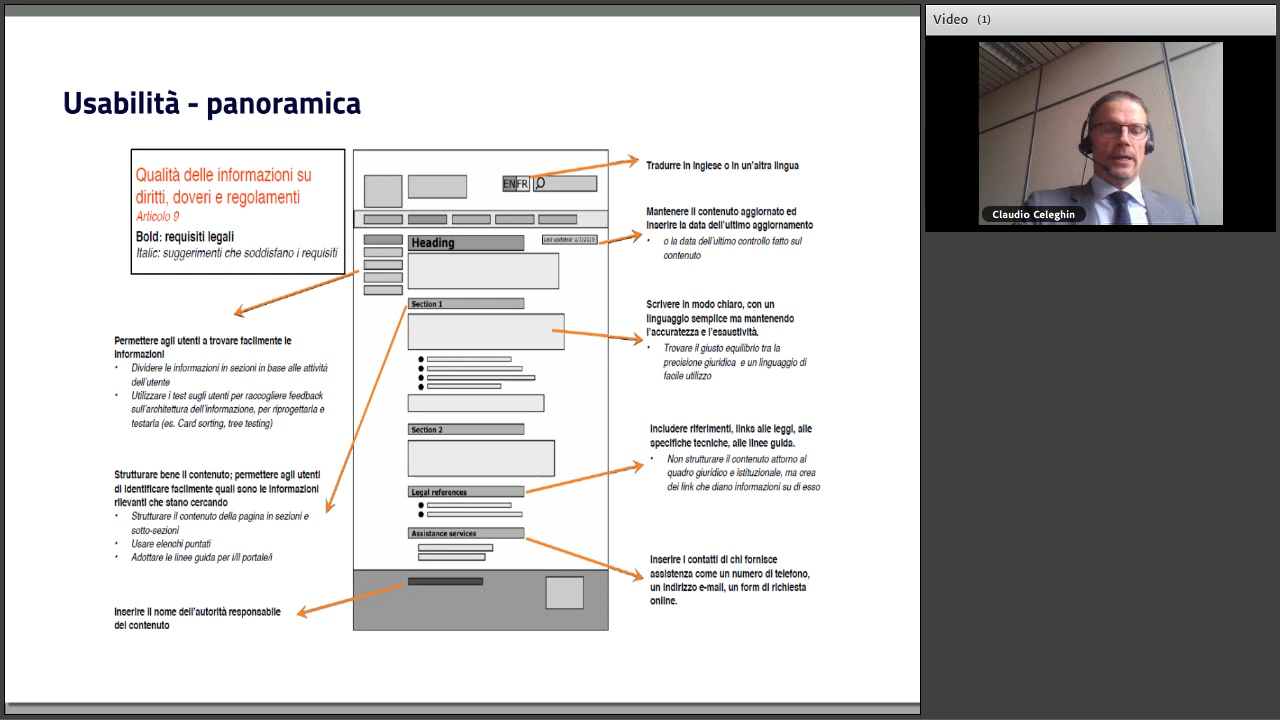 Video (1)
Claudio Celeghin
Usabilità - panoramica
Qualità delle informazioni su
diritti, doveri e regolamenti
Articolo 9
Bold: requisiti legali
Italic: suggerimenti che soddisfano i requisiti
Permettere agli utenti a trovare facilmente le
informazioni
• Dividere le informazioni in sezioni in base alle attività
dell'utente
• Utilizzare i test sugli utenti per raccogliere feedback
sull'architettura dell'informazione, per riprogettarla e
testarla (es. Card sorting, tree testing)
Strutturare bene il contenuto; permettere agli utenti
di identificare facilmente quali sono le informazioni
rilevanti che stano cercando
• Strutturare il contenuto della pagina in sezioni e
sotto-sezioni
• Usare elenchi puntati
• Adottare le linee guida per i/il portale/i
Inserire il nome dell'autorità responsabile
del contenuto
EN FR
Heading
Last updated: 1/1/2019
Section 1
Section 2
Legal references
Assistance services
Tradurre in inglese o in un'altra lingua
Mantenere il contenuto aggiornato ed
inserire la data dell'ultimo aggiornamento
• o la data dell'ultimo controllo fatto sul
contenuto
Scrivere in modo chiaro, con un
linguaggio semplice ma mantenendo
l'accuratezza e l'esaustività.
• Trovare il giusto equilibrio tra la
precisione giuridica e un linguaggio di
facile utilizzo
Includere riferimenti, links alle leggi, alle
specifiche tecniche, alle linee guida.
• Non strutturare il contenuto attorno al
quadro giuridico e istituzionale, ma crea
dei link che diano informazioni su di esso
Inserire i contatti di chi fornisce
assistenza come un numero di telefono,
un indirizzo e-mail, un form di richiesta
online.